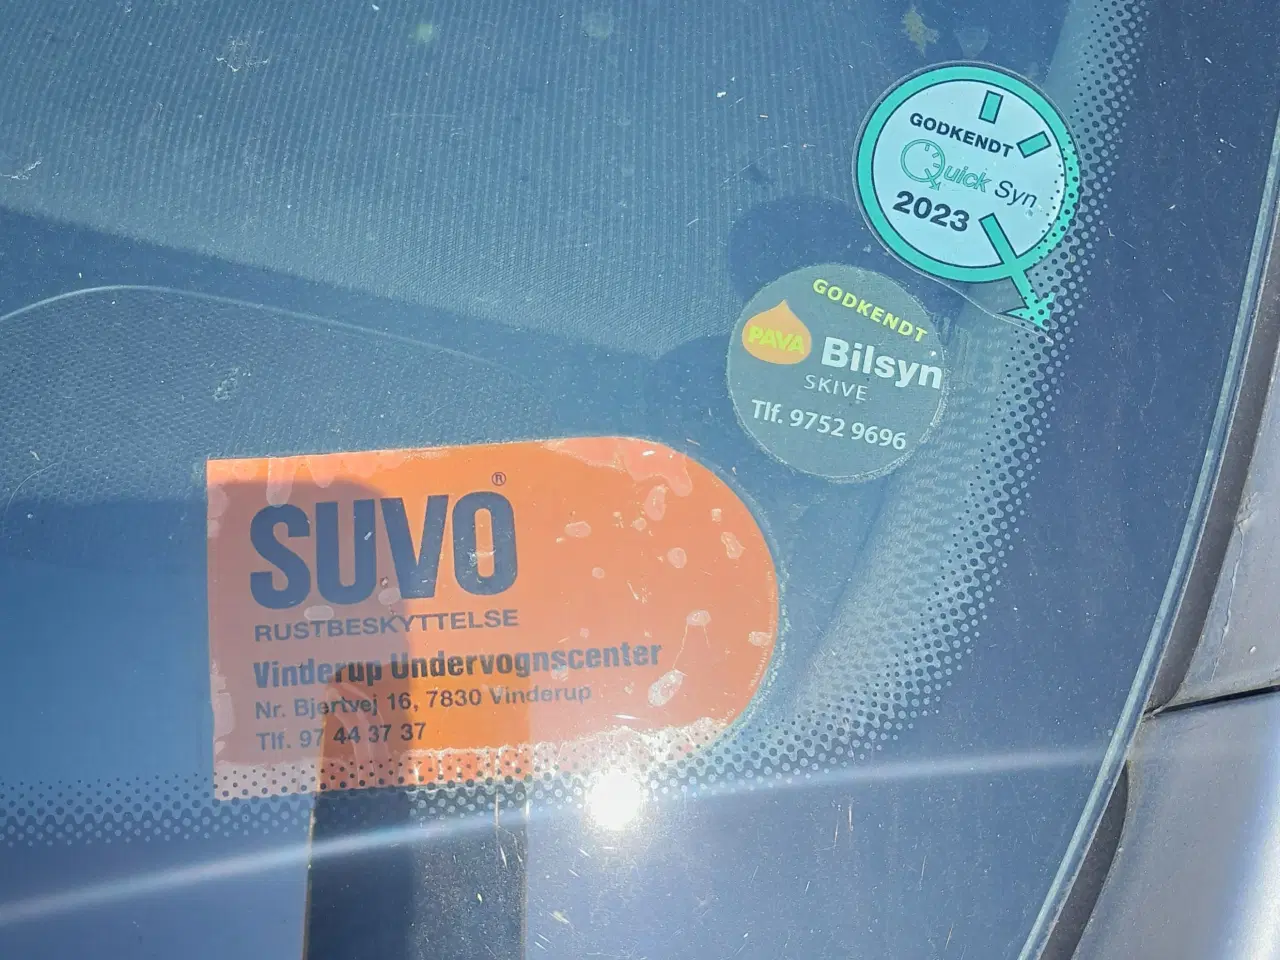 GODKENDT
Quick Syn
2023
GODKENDT
PAVA
Bilsyn
SKIVE
Tlf. 9752 9696
SUVO®
RUSTBESKYTTELSE
Vinderup Undervognscenter
Nr. Bjertvej 16, 7830 Vinderup
Tlf. 97 44 37 37